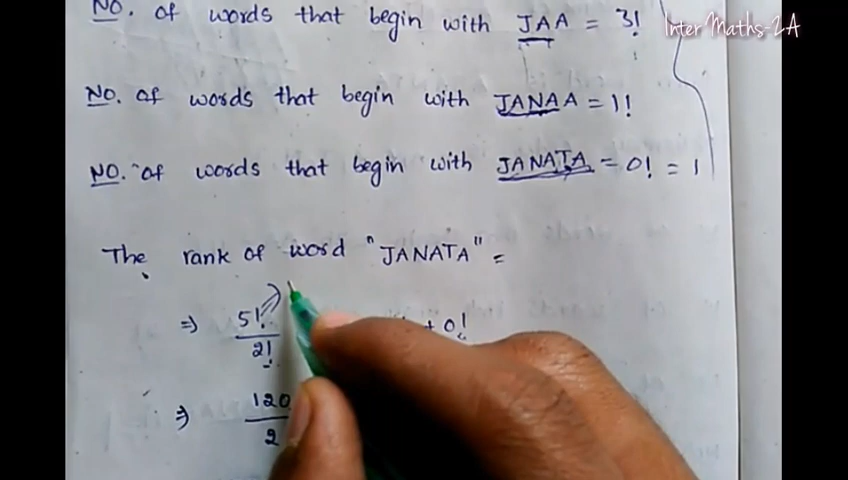 NO. of words that begin with JAA = 3!
Inter Maths-2A
NO. of words that begin with JANAA = 1!
NO. of words that begin with JANATA = 0! = 1
The rank of word "JANATA" =
⇒ 5!/2! + 0!
⇒ 120/2